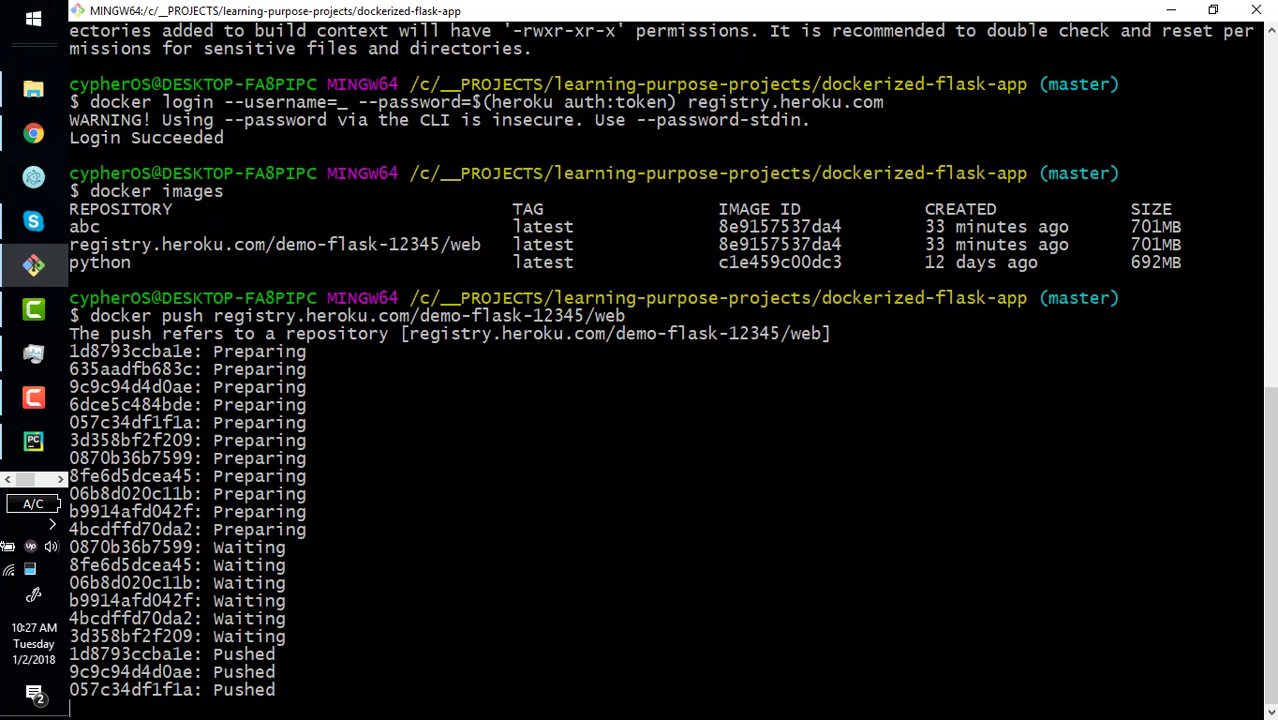 MINGW64:/c/__PROJECTS/learning-purpose-projects/dockerized-flask-app
ectories added to build context will have '-rwxr-xr-x' permissions. It is recommended to double check and reset per
missions for sensitive files and directories.
cypherOS@DESKTOP-FA8PIPC MINGW64 /c/__PROJECTS/learning-purpose-projects/dockerized-flask-app (master)
$ docker login --username=_ --password=$(heroku auth:token) registry.heroku.com
WARNING! Using --password via the CLI is insecure. Use --password-stdin.
Login Succeeded
cypherOS@DESKTOP-FA8PIPC MINGW64 /c/__PROJECTS/learning-purpose-projects/dockerized-flask-app (master)
$ docker images
REPOSITORY TAG IMAGE ID CREATED SIZE
abc latest 8e9157537da4 33 minutes ago 701MB
registry.heroku.com/demo-flask-12345/web latest 8e9157537da4 33 minutes ago 701MB
python latest c1e459c00dc3 12 days ago 692MB
cypherOS@DESKTOP-FA8PIPC MINGW64 /c/__PROJECTS/learning-purpose-projects/dockerized-flask-app (master)
$ docker push registry.heroku.com/demo-flask-12345/web
The push refers to a repository [registry.heroku.com/demo-flask-12345/web]
1d8793ccba1e: Preparing
635aadfb683c: Preparing
9c9c94d4d0ae: Preparing
6dce5c484bde: Preparing
057c34df1f1a: Preparing
3d358bf2f209: Preparing
0870b36b7599: Preparing
8fe6d5dcea45: Preparing
06b8d020c11b: Preparing
b9914afd042f: Preparing
4bcdffd70da2: Preparing
0870b36b7599: Waiting
8fe6d5dcea45: Waiting
06b8d020c11b: Waiting
b9914afd042f: Waiting
4bcdffd70da2: Waiting
3d358bf2f209: Waiting
1d8793ccba1e: Pushed
9c9c94d4d0ae: Pushed
057c34df1f1a: Pushed
PC
A/C
up
10:27 AM
Tuesday
1/2/2018
2